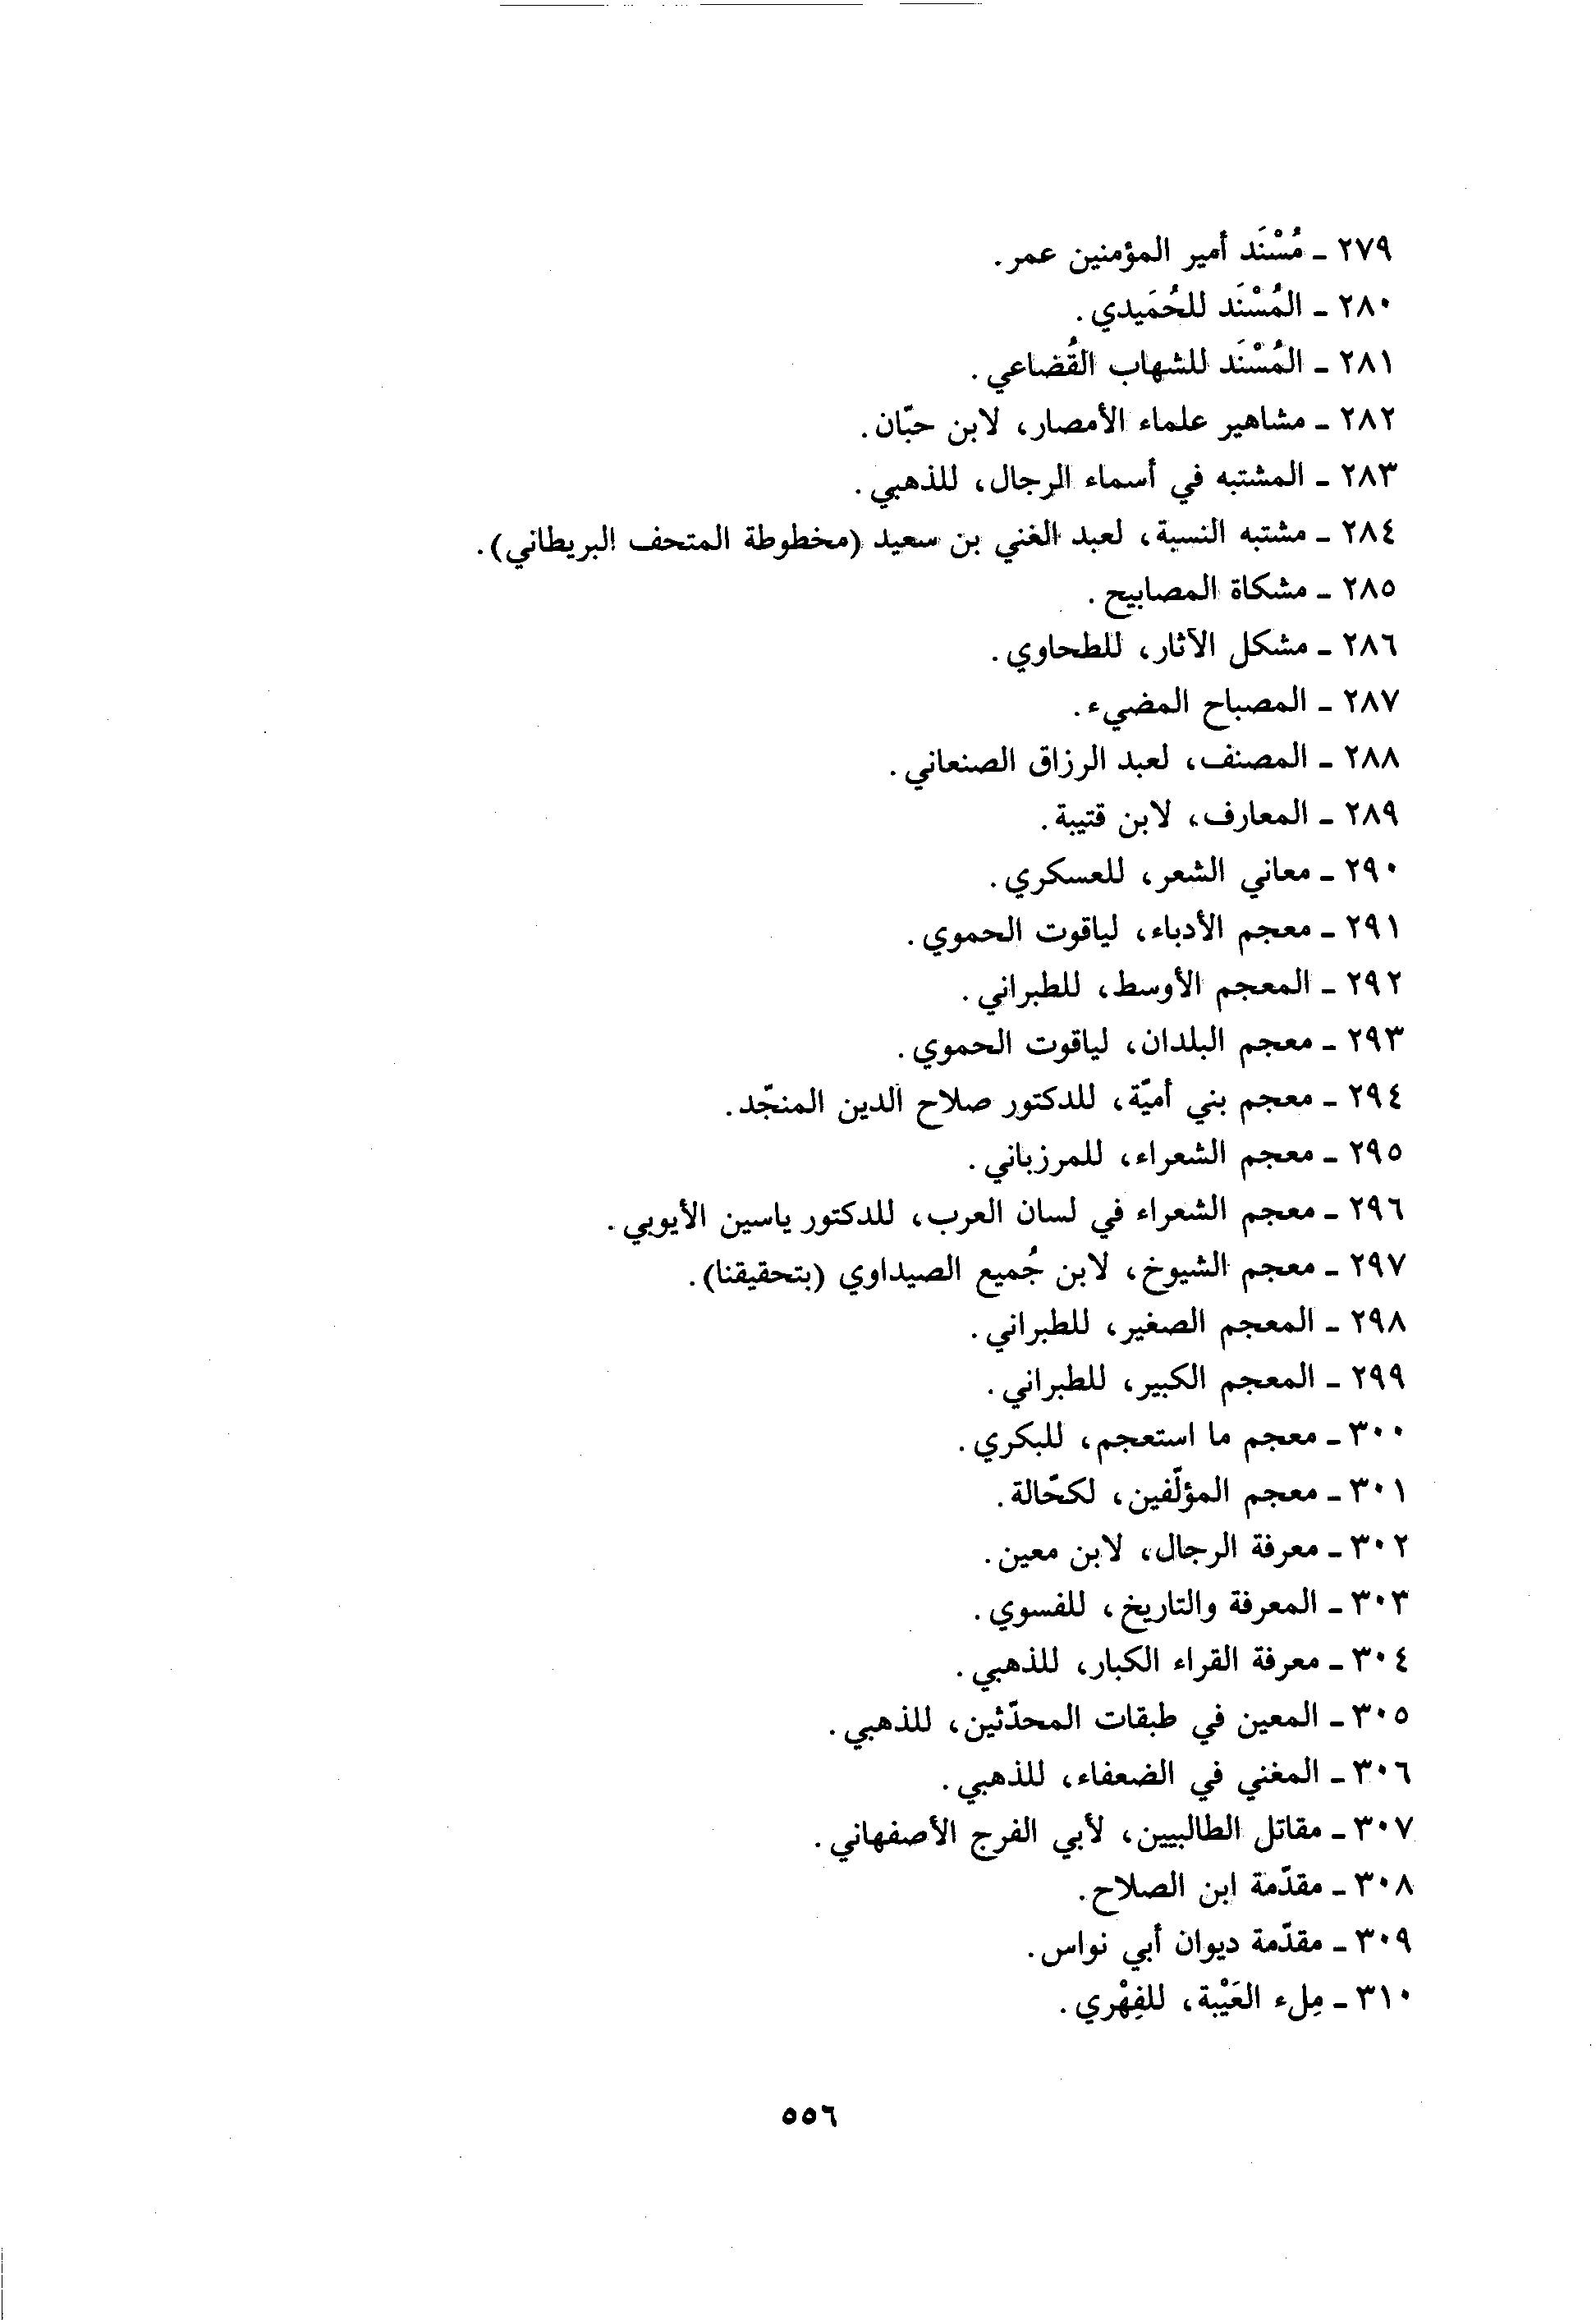 ٢٧٩ - مُسْنَد أمير المؤمنين عمر.
٢٨٠ - المُسْنَد للحُمَيدي.
٢٨١ - المُسْنَد للشهاب القُضاعي.
٢٨٢ - مشاهير علماء الأمصار، لابن حبّان.
٢٨٣ - المشتبه في أسماء الرجال، للذهبي.
٢٨٤ - مشتبه النسبة، لعبد الغني بن سعيد (مخطوطة المتحف البريطاني).
٢٨٥ - مشكاة المصابيح.
٢٨٦ - مشكل الآثار، للطحاوي.
٢٨٧ - المصباح المضيء.
٢٨٨ - المصنف، لعبد الرزاق الصنعاني.
٢٨٩ - المعارف، لابن قتيبة.
٢٩٠ - معاني الشعر، للعسكري.
٢٩١ - معجم الأدباء، لياقوت الحموي.
٢٩٢ - المعجم الأوسط، للطبراني.
٢٩٣ - معجم البلدان، لياقوت الحموي.
٢٩٤ - معجم بني أميّة، للدكتور صلاح الدين المنجّد.
٢٩٥ - معجم الشعراء، للمرزباني.
٢٩٦ - معجم الشعراء في لسان العرب، للدكتور ياسين الأيوبي.
٢٩٧ - معجم الشيوخ، لابن جُميع الصيداوي (بتحقيقنا).
٢٩٨ - المعجم الصغير، للطبراني.
٢٩٩ - المعجم الكبير، للطبراني.
٣٠٠ - معجم ما استعجم، للبكري.
٣٠١ - معجم المؤلّفين، لكحّالة.
٣٠٢ - معرفة الرجال، لابن معين.
٣٠٣ - المعرفة والتاريخ، للفسوي.
٣٠٤ - معرفة القراء الكبار، للذهبي.
٣٠٥ - المعين في طبقات المحدّثين، للذهبي.
٣٠٦ - المغني في الضعفاء، للذهبي.
٣٠٧ - مقاتل الطالبيين، لأبي الفرج الأصفهاني.
٣٠٨ - مقدّمة ابن الصلاح.
٣٠٩ - مقدّمة ديوان أبي نواس.
٣١٠ - مِلء العَيْبة، للفِهْري.
٥٥٦